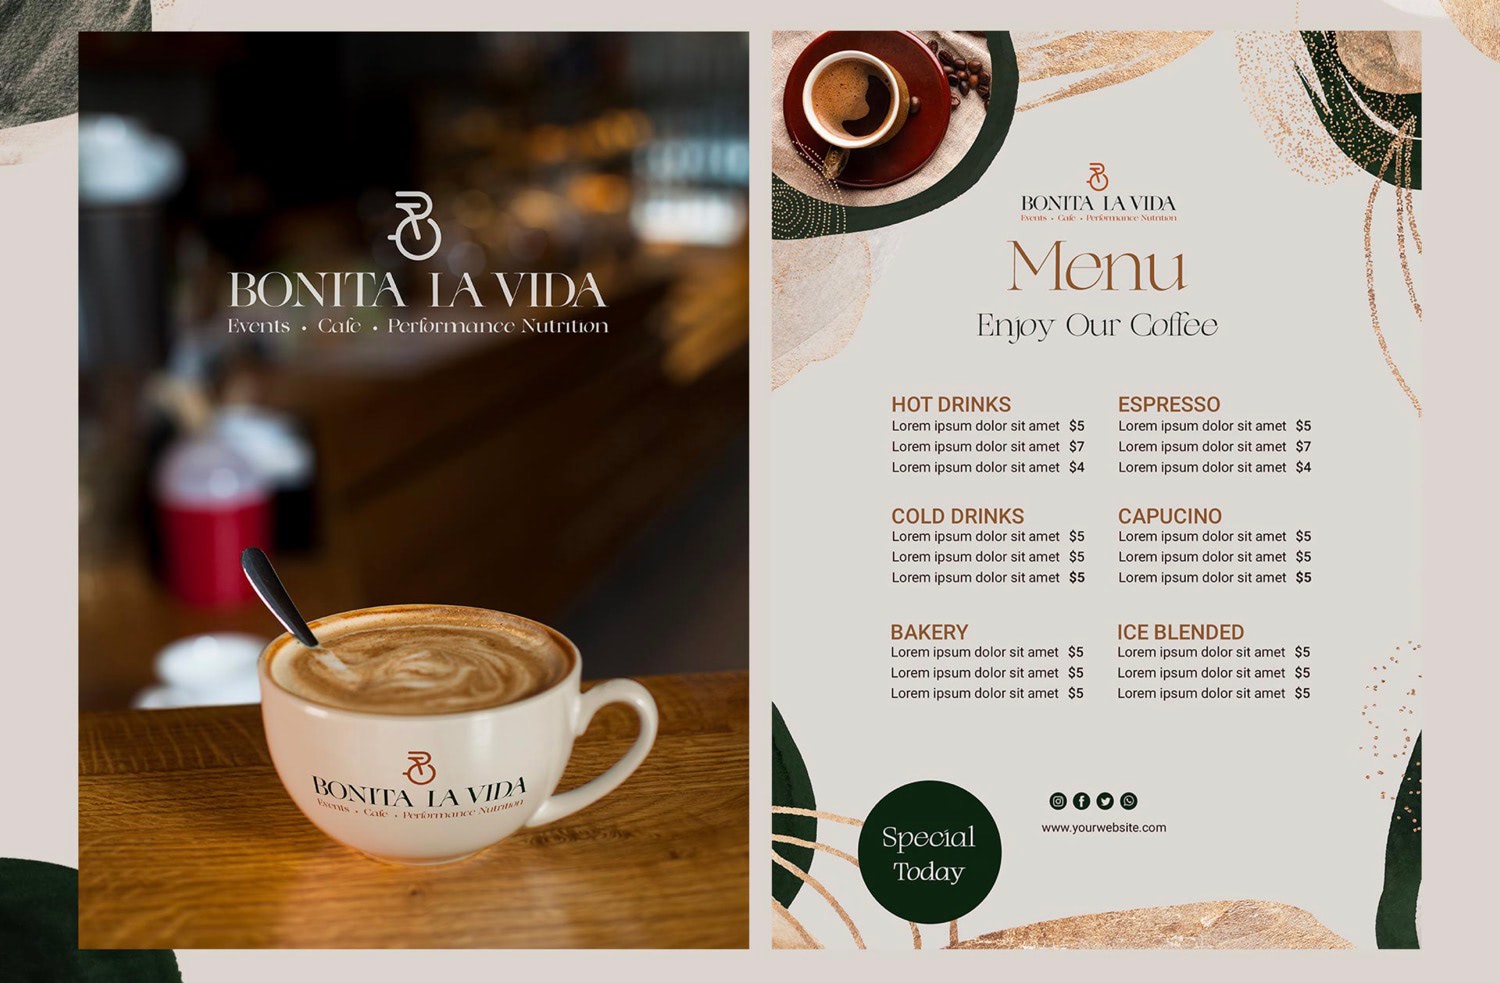 BONITA LA VIDA
Events • Cafe • Performance Nutrition
BONITA LA VIDA
Events • Cafe • Performance Nutrition
BONITA LA VIDA
Events • Cafe • Performance Nutrition
Menu
Enjoy Our Coffee
HOT DRINKS
Lorem ipsum dolor sit amet $5
Lorem ipsum dolor sit amet $7
Lorem ipsum dolor sit amet $4
ESPRESSO
Lorem ipsum dolor sit amet $5
Lorem ipsum dolor sit amet $7
Lorem ipsum dolor sit amet $4
COLD DRINKS
Lorem ipsum dolor sit amet $5
Lorem ipsum dolor sit amet $5
Lorem ipsum dolor sit amet $5
CAPUCINO
Lorem ipsum dolor sit amet $5
Lorem ipsum dolor sit amet $5
Lorem ipsum dolor sit amet $5
BAKERY
Lorem ipsum dolor sit amet $5
Lorem ipsum dolor sit amet $5
Lorem ipsum dolor sit amet $5
ICE BLENDED
Lorem ipsum dolor sit amet $5
Lorem ipsum dolor sit amet $5
Lorem ipsum dolor sit amet $5
Special
Today
www.yourwebsite.com